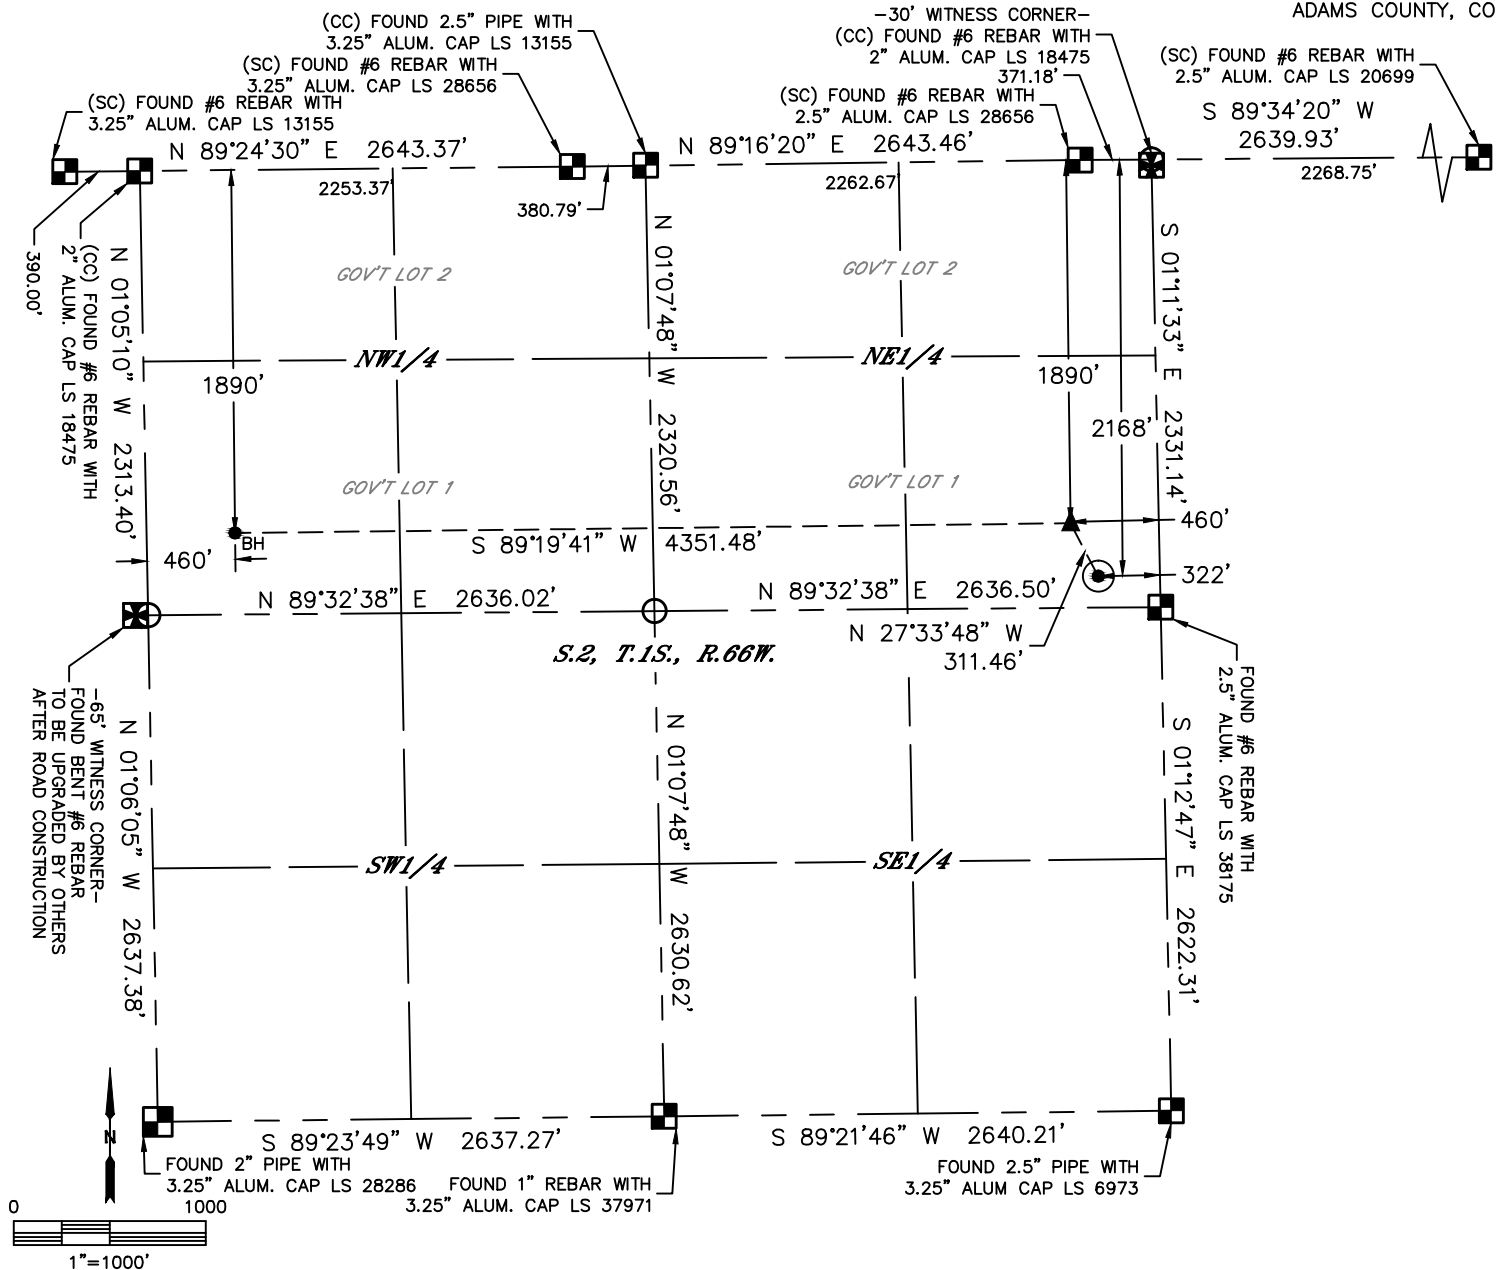 ADAMS COUNTY, CO
(CC) FOUND 2.5" PIPE WITH
3.25" ALUM. CAP LS 13155
(SC) FOUND #6 REBAR WITH
3.25" ALUM. CAP LS 28656
(SC) FOUND #6 REBAR WITH
3.25" ALUM. CAP LS 13155
-30' WITNESS CORNER-
(CC) FOUND #6 REBAR WITH
2" ALUM. CAP LS 18475
371.18'
(SC) FOUND #6 REBAR WITH
2.5" ALUM. CAP LS 28656
(SC) FOUND #6 REBAR WITH
2.5" ALUM. CAP LS 20699
N 89°24'30" E 2643.37'
N 89°16'20" E 2643.46'
S 89°34'20" W
2639.93'
2253.37'
380.79'
2262.67'
2268.75'
390.00'
(CC) FOUND #6 REBAR WITH
2" ALUM. CAP LS 18475
N 01°05'10" W 2313.40'
N 01°07'48" W 2320.56'
S 01°11'33" E 2331.14'
GOV'T LOT 2
GOV'T LOT 2
NW1/4
NE1/4
1890'
1890'
2168'
GOV'T LOT 1
GOV'T LOT 1
BH
460'
S 89°19'41" W 4351.48'
460'
322'
N 89°32'38" E 2636.02'
N 89°32'38" E 2636.50'
N 27°33'48" W
311.46'
S.2, T.1S., R.66W.
-65' WITNESS CORNER-
FOUND BENT #6 REBAR
TO BE UPGRADED BY OTHERS
AFTER ROAD CONSTRUCTION
FOUND #6 REBAR WITH
2.5" ALUM. CAP LS 38175
N 01°06'05" W 2637.38'
N 01°07'48" W 2630.62'
S 01°12'47" E 2622.31'
SW1/4
SE1/4
N
S 89°23'49" W 2637.27'
S 89°21'46" W 2640.21'
FOUND 2" PIPE WITH
3.25" ALUM. CAP LS 28286
FOUND 1" REBAR WITH
3.25" ALUM. CAP LS 37971
FOUND 2.5" PIPE WITH
3.25" ALUM CAP LS 6973
0 1000
1"=1000'